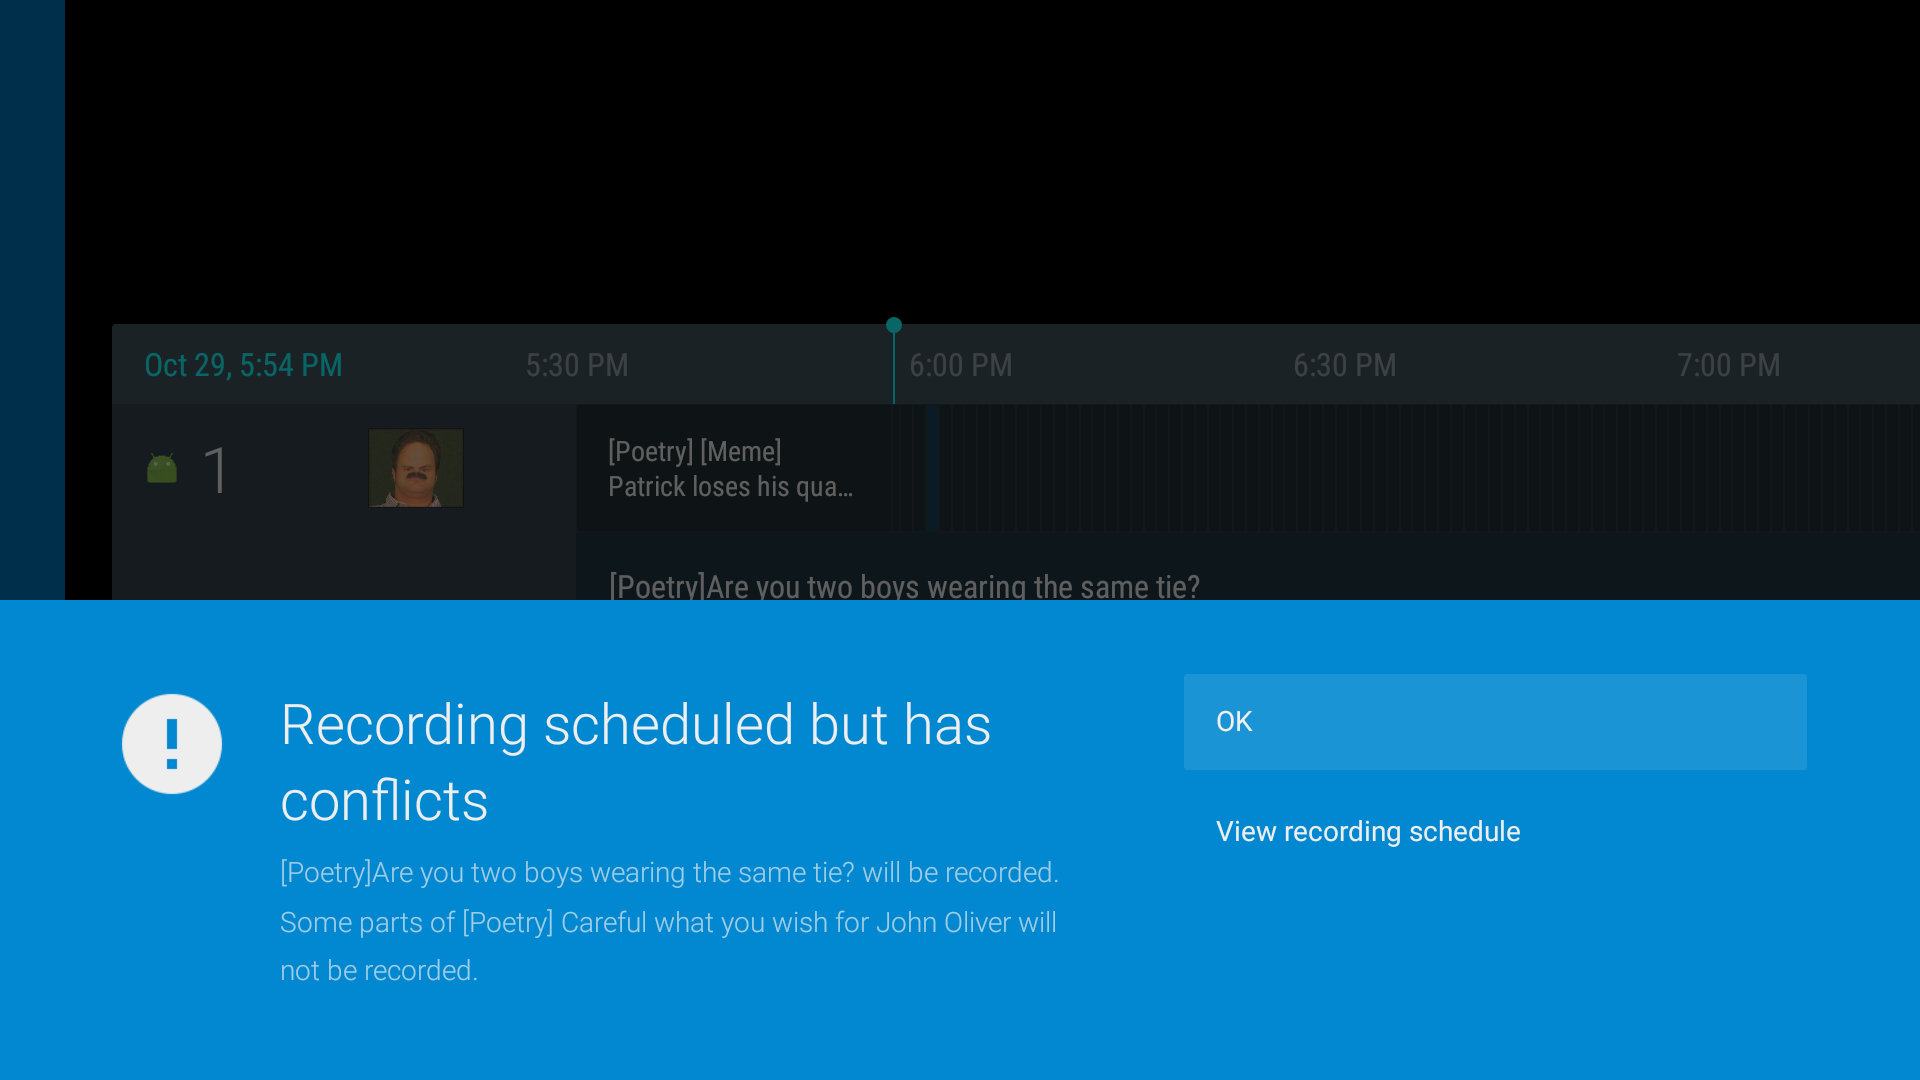 Oct 29, 5:54 PM 5:30 PM 6:00 PM 6:30 PM 7:00 PM
1
[Poetry] [Meme]
Patrick loses his qua...
[Poetry]Are you two boys wearing the same tie?
Recording scheduled but has
conflicts
[Poetry]Are you two boys wearing the same tie? will be recorded.
Some parts of [Poetry] Careful what you wish for John Oliver will
not be recorded.
OK
View recording schedule